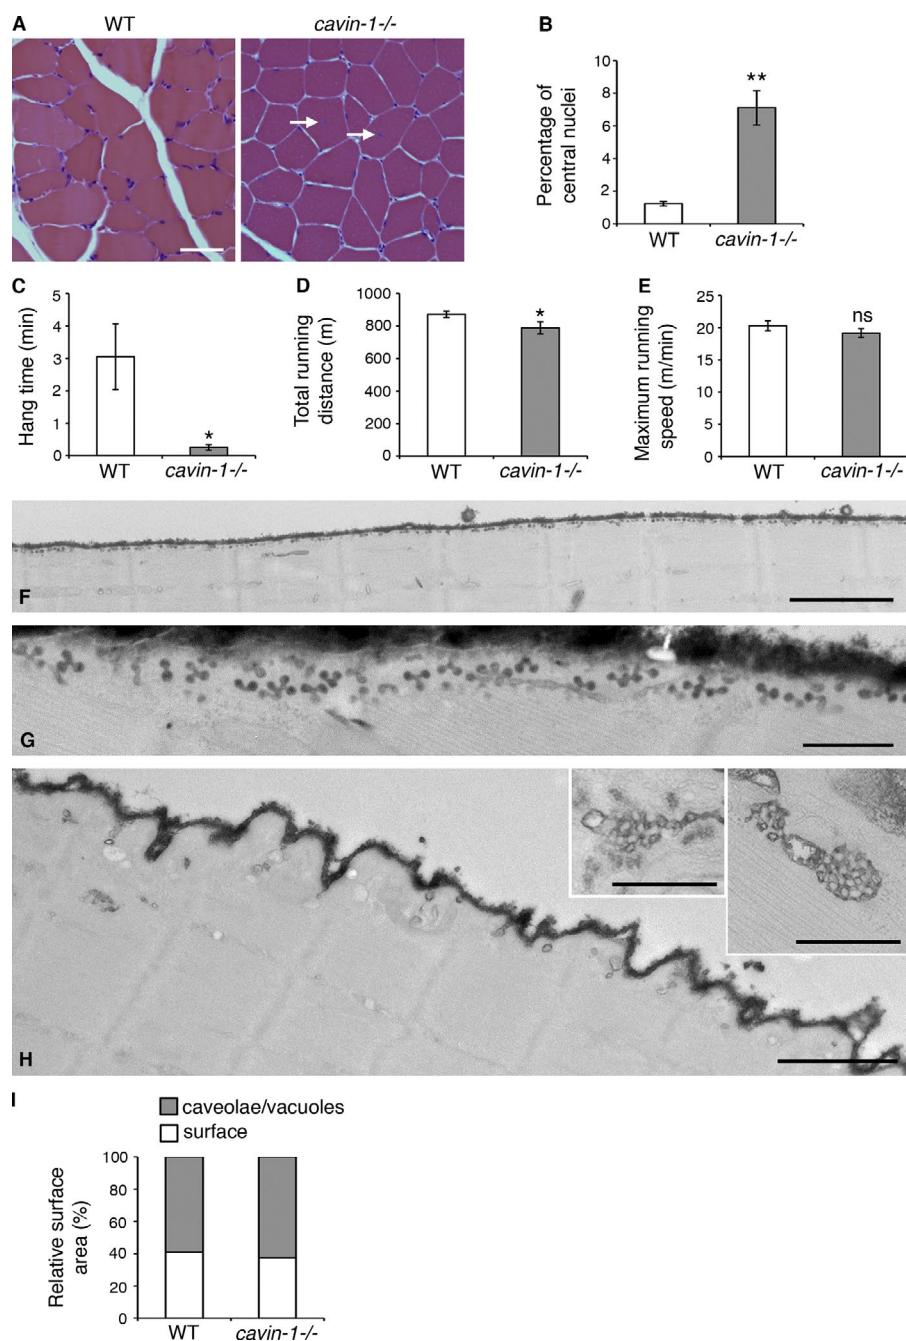 A
WT
cavin-1-/-
B
Percentage of
central nuclei
10
8
6
4
2
0
**
WT
cavin-1-/-
C
Hang time (min)
5
4
3
2
1
0
*
WT
cavin-1-/-
D
Total running
distance (m)
1000
800
600
400
200
0
*
WT
cavin-1-/-
E
Maximum running
speed (m/min)
25
20
15
10
5
0
ns
WT
cavin-1-/-
F
G
H
I
caveolae/vacuoles
surface
Relative surface
area (%)
100
80
60
40
20
0
WT
cavin-1-/-